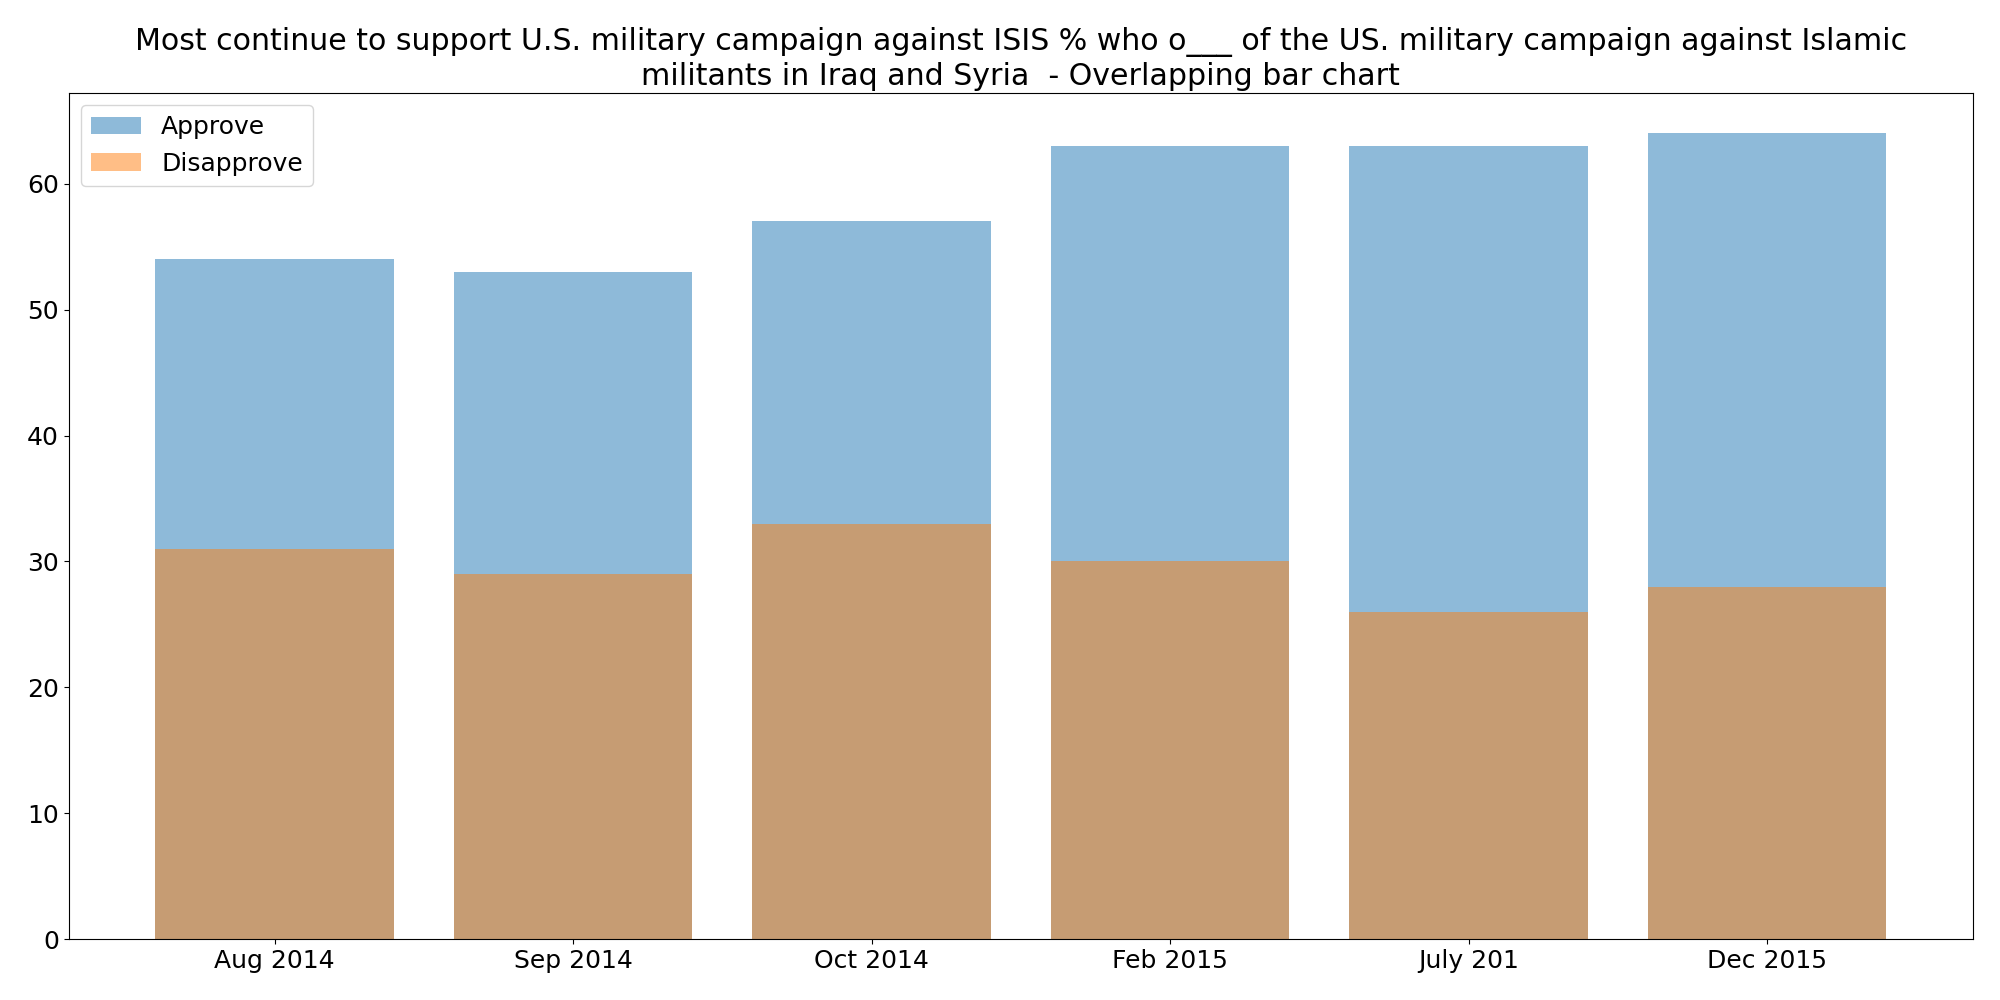 Most continue to support U.S. military campaign against ISIS % who o___ of the US. military campaign against Islamic
militants in Iraq and Syria  - Overlapping bar chart
Approve
Disapprove
60
50
40
30
20
10
0
Aug 2014 Sep 2014 Oct 2014 Feb 2015 July 201 Dec 2015